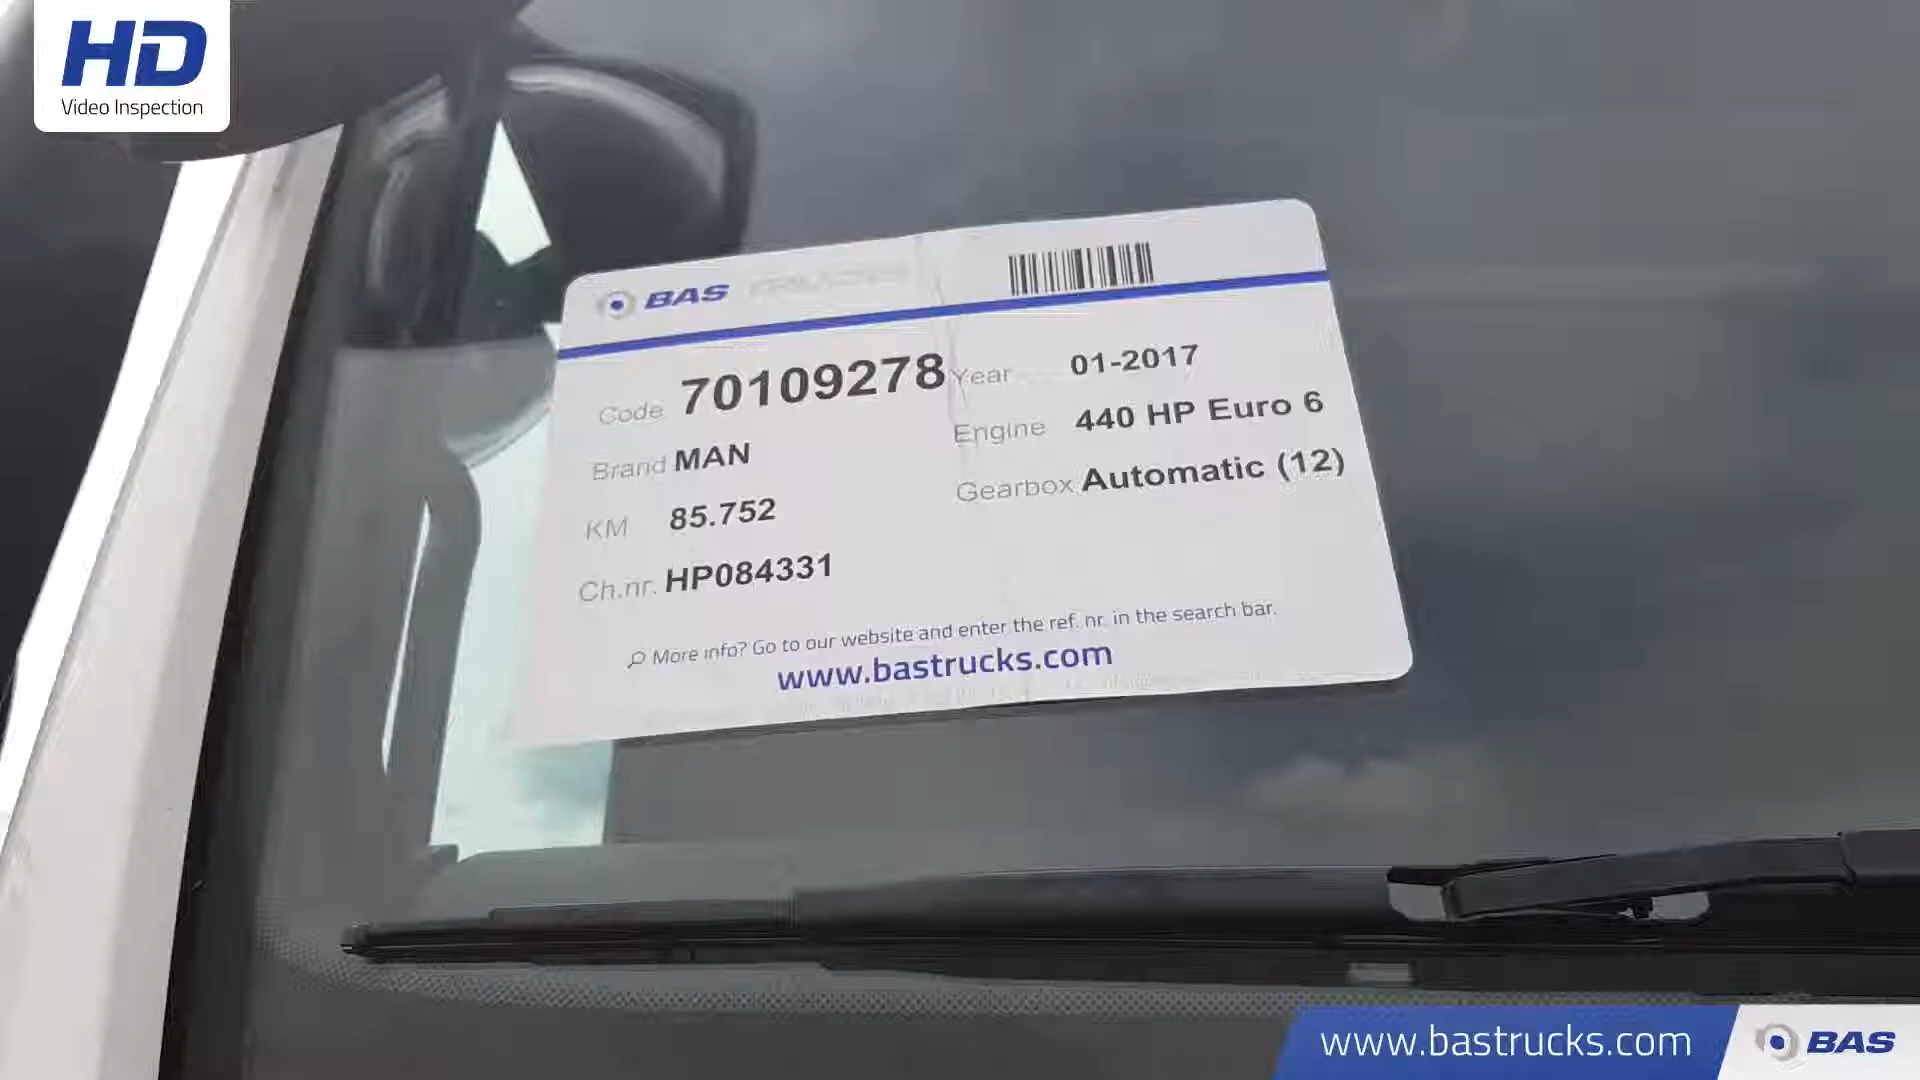 HD
Video Inspection
BAS TRUCKS
Code 70109278
Brand MAN
KM 85.752
Ch.nr. HP084331
Year 01-2017
Engine 440 HP Euro 6
Gearbox Automatic (12)
More info? Go to our website and enter the ref. nr. in the search bar.
www.bastrucks.com
www.bastrucks.com
BAS